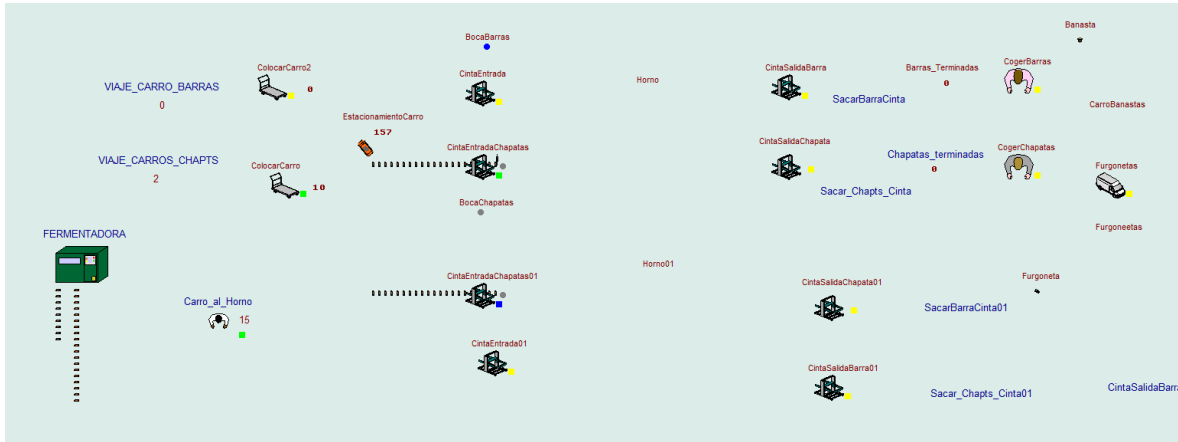 Banasta
BocaBarras
ColocarCarro2
CintaEntrada
Horno
CintaSalidaBarra
Barras_Terminadas
CogerBarras
VIAJE_CARRO_BARRAS
0
0
0
SacarBarraCinta
CarroBanastas
EstacionamientoCarro
157
CintaEntradaChapatas
CintaSalidaChapata
Chapatas_terminadas
CogerChapatas
VIAJE_CARROS_CHAPTS
ColocarCarro
Furgonetas
2
10
0
Sacar_Chapts_Cinta
BocaChapatas
Furgoneetas
FERMENTADORA
Horno01
CintaEntradaChapatas01
CintaSalidaChapata01
Furgoneta
Carro_al_Horno
15
SacarBarraCinta01
CintaEntrada01
CintaSalidaBarra01
Sacar_Chapts_Cinta01
CintaSalidaBarra